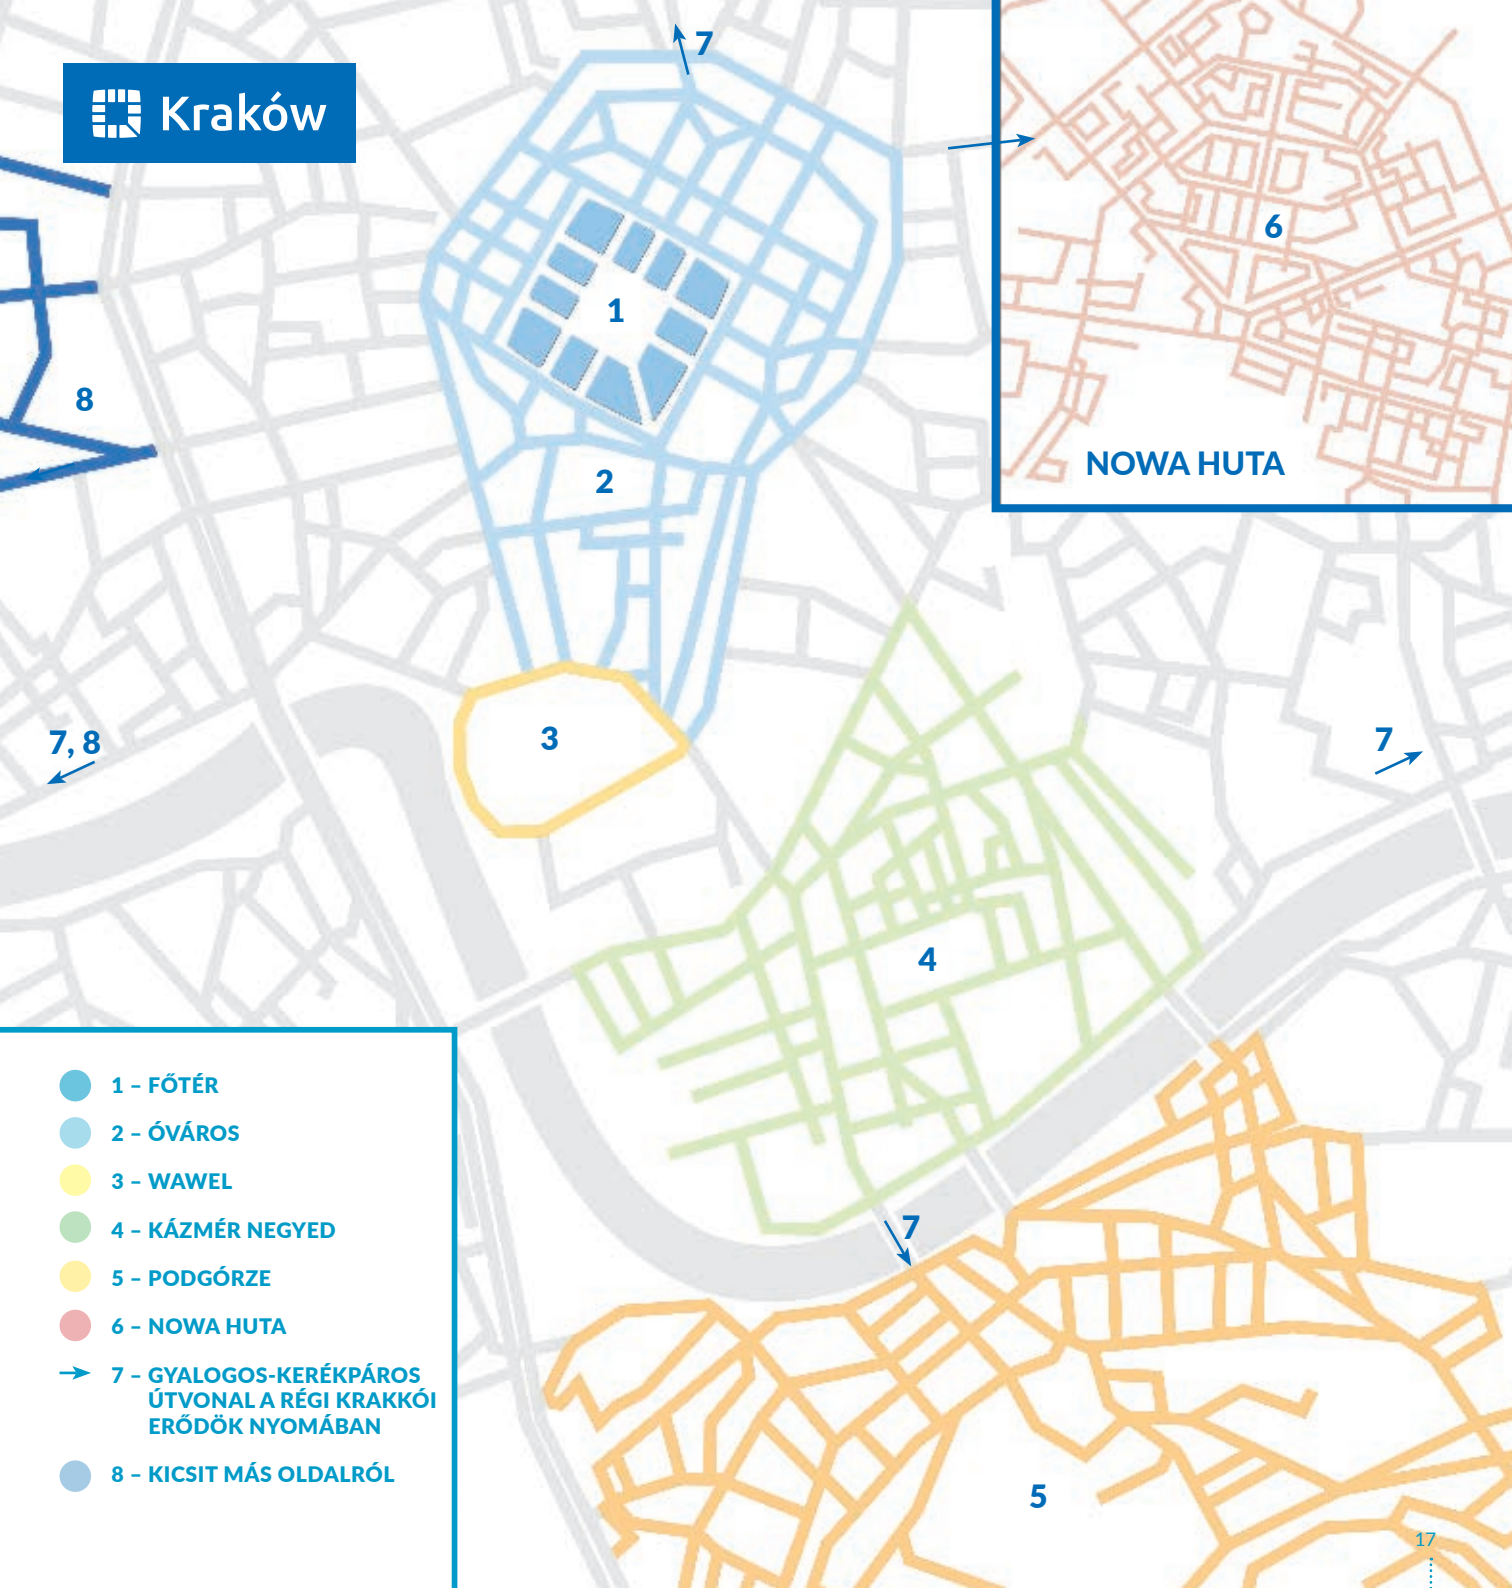 7
Kraków
1
6
8
2
NOWA HUTA
3
7, 8
7
4
7
5
1 – FŐTÉR
2 – ÓVÁROS
3 – WAWEL
4 – KÁZMÉR NEGYED
5 – PODGÓRZE
6 – NOWA HUTA
7 – GYALOGOS-KERÉKPÁROS
ÚTVONAL A RÉGI KRAKKÓI
ERŐDÖK NYOMÁBAN
8 – KICSIT MÁS OLDALRÓL
17